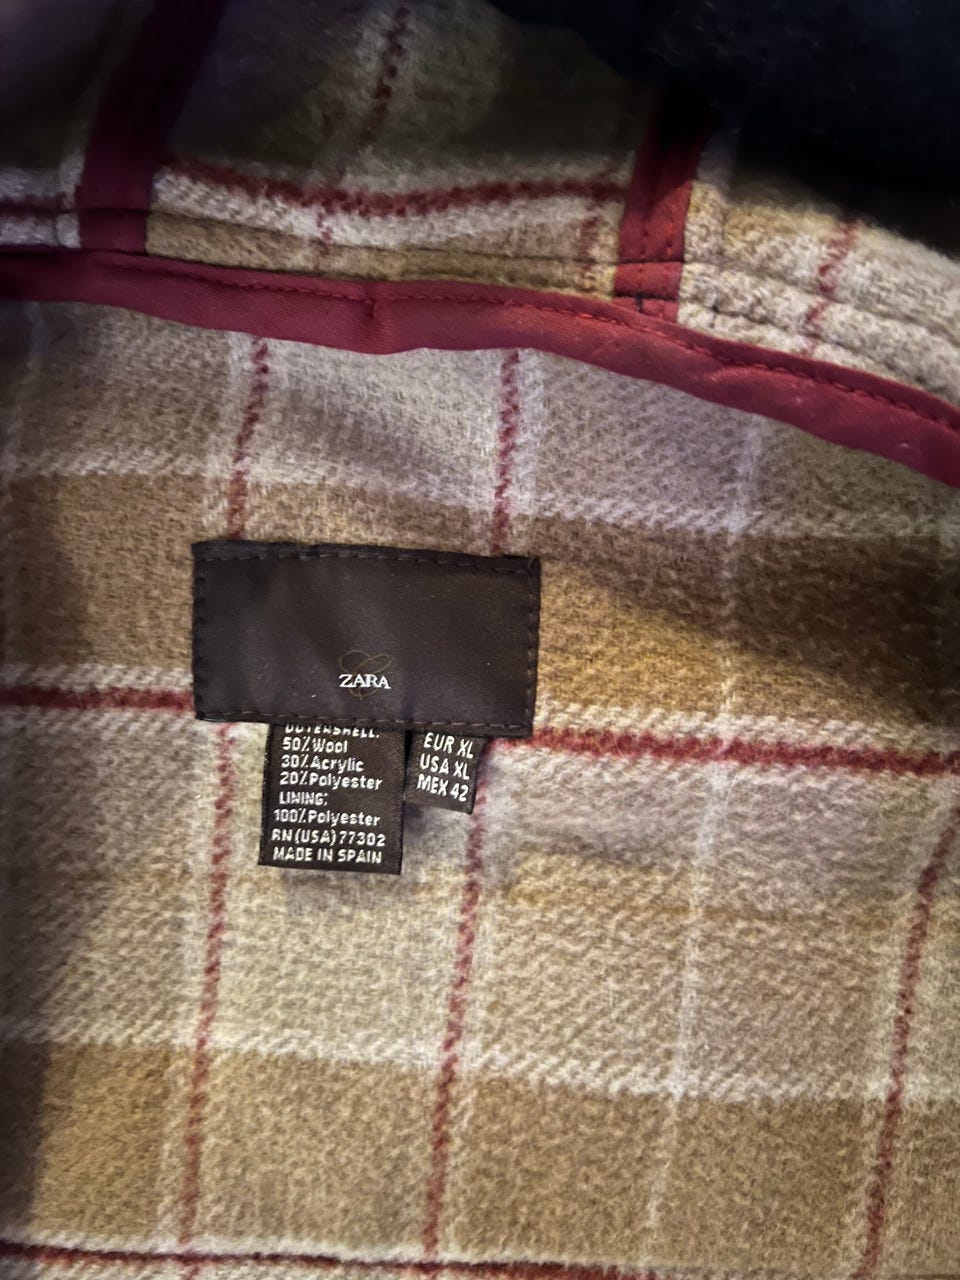 ZARA
OUTERSHELL:
50%Wool
30%Acrylic
20%Polyester
LINING:
100%Polyester
RN(USA)77302
MADE IN SPAIN
EUR XL
USA XL
MEX 42